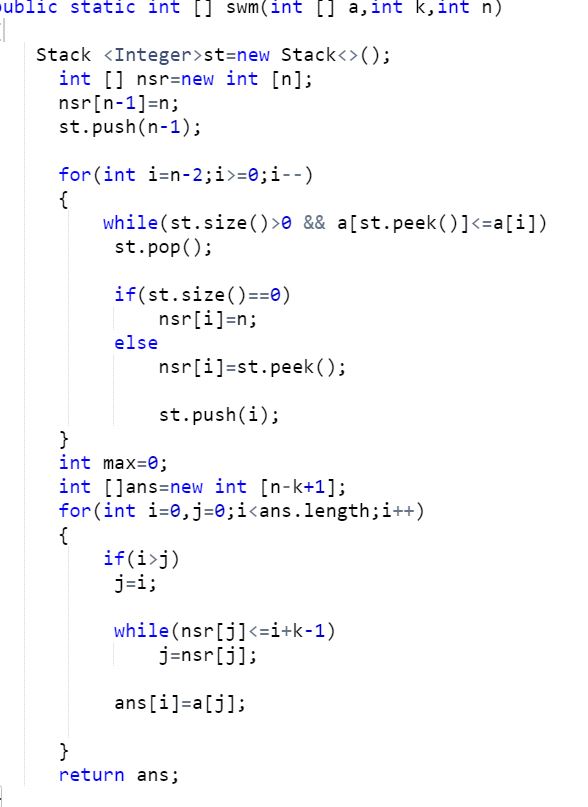 public static int [] swm(int [] a,int k,int n)
{
Stack <Integer>st=new Stack<>();
int [] nsr=new int [n];
nsr[n-1]=n;
st.push(n-1);
for(int i=n-2;i>=0;i--)
{
while(st.size()>0 && a[st.peek()]<=a[i])
st.pop();
if(st.size()==0)
nsr[i]=n;
else
nsr[i]=st.peek();
st.push(i);
}
int max=0;
int []ans=new int [n-k+1];
for(int i=0,j=0;i<ans.length;i++)
{
if(i>j)
j=i;
while(nsr[j]<=i+k-1)
j=nsr[j];
ans[i]=a[j];
}
return ans;
}